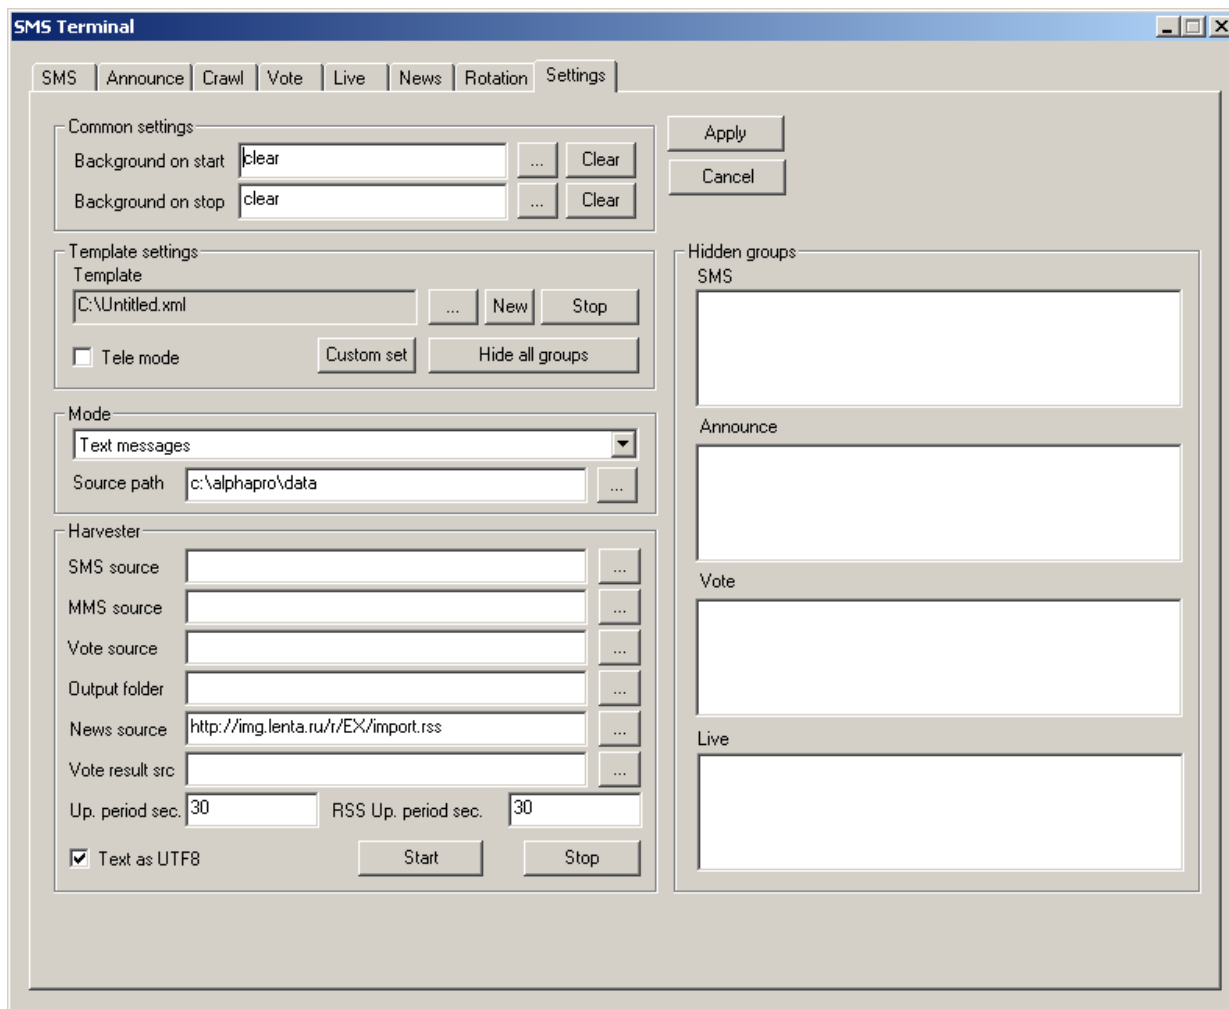 SMS Terminal
SMS Announce Crawl Vote Live News Rotation Settings
Common settings
Background on start clear ... Clear
Background on stop clear ... Clear
Apply
Cancel
Template settings
Template
C:\Untitled.xml ... New Stop
Tele mode Custom set Hide all groups
Mode
Text messages
Source path c:\alphapro\data ...
Harvester
SMS source ...
MMS source ...
Vote source ...
Output folder ...
News source http://img.lenta.ru/r/EX/import.rss ...
Vote result src ...
Up. period sec. 30 RSS Up. period sec. 30
Text as UTF8 Start Stop
Hidden groups
SMS
Announce
Vote
Live